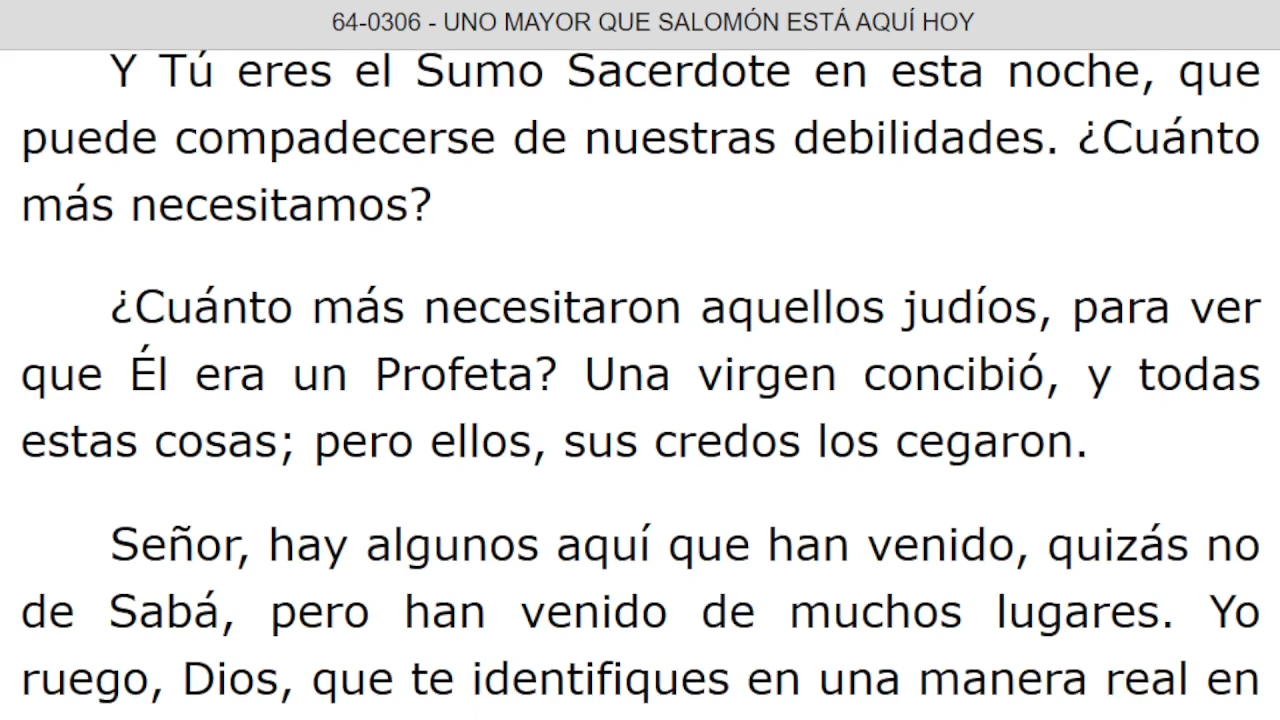 64-0306 - UNO MAYOR QUE SALOMÓN ESTÁ AQUÍ HOY
Y Tú eres el Sumo Sacerdote en esta noche, que
puede compadecerse de nuestras debilidades. ¿Cuánto
más necesitamos?
¿Cuánto más necesitaron aquellos judíos, para ver
que Él era un Profeta? Una virgen concibió, y todas
estas cosas; pero ellos, sus credos los cegaron.
Señor, hay algunos aquí que han venido, quizás no
de Sabá, pero han venido de muchos lugares. Yo
ruego, Dios, que te identifiques en una manera real en